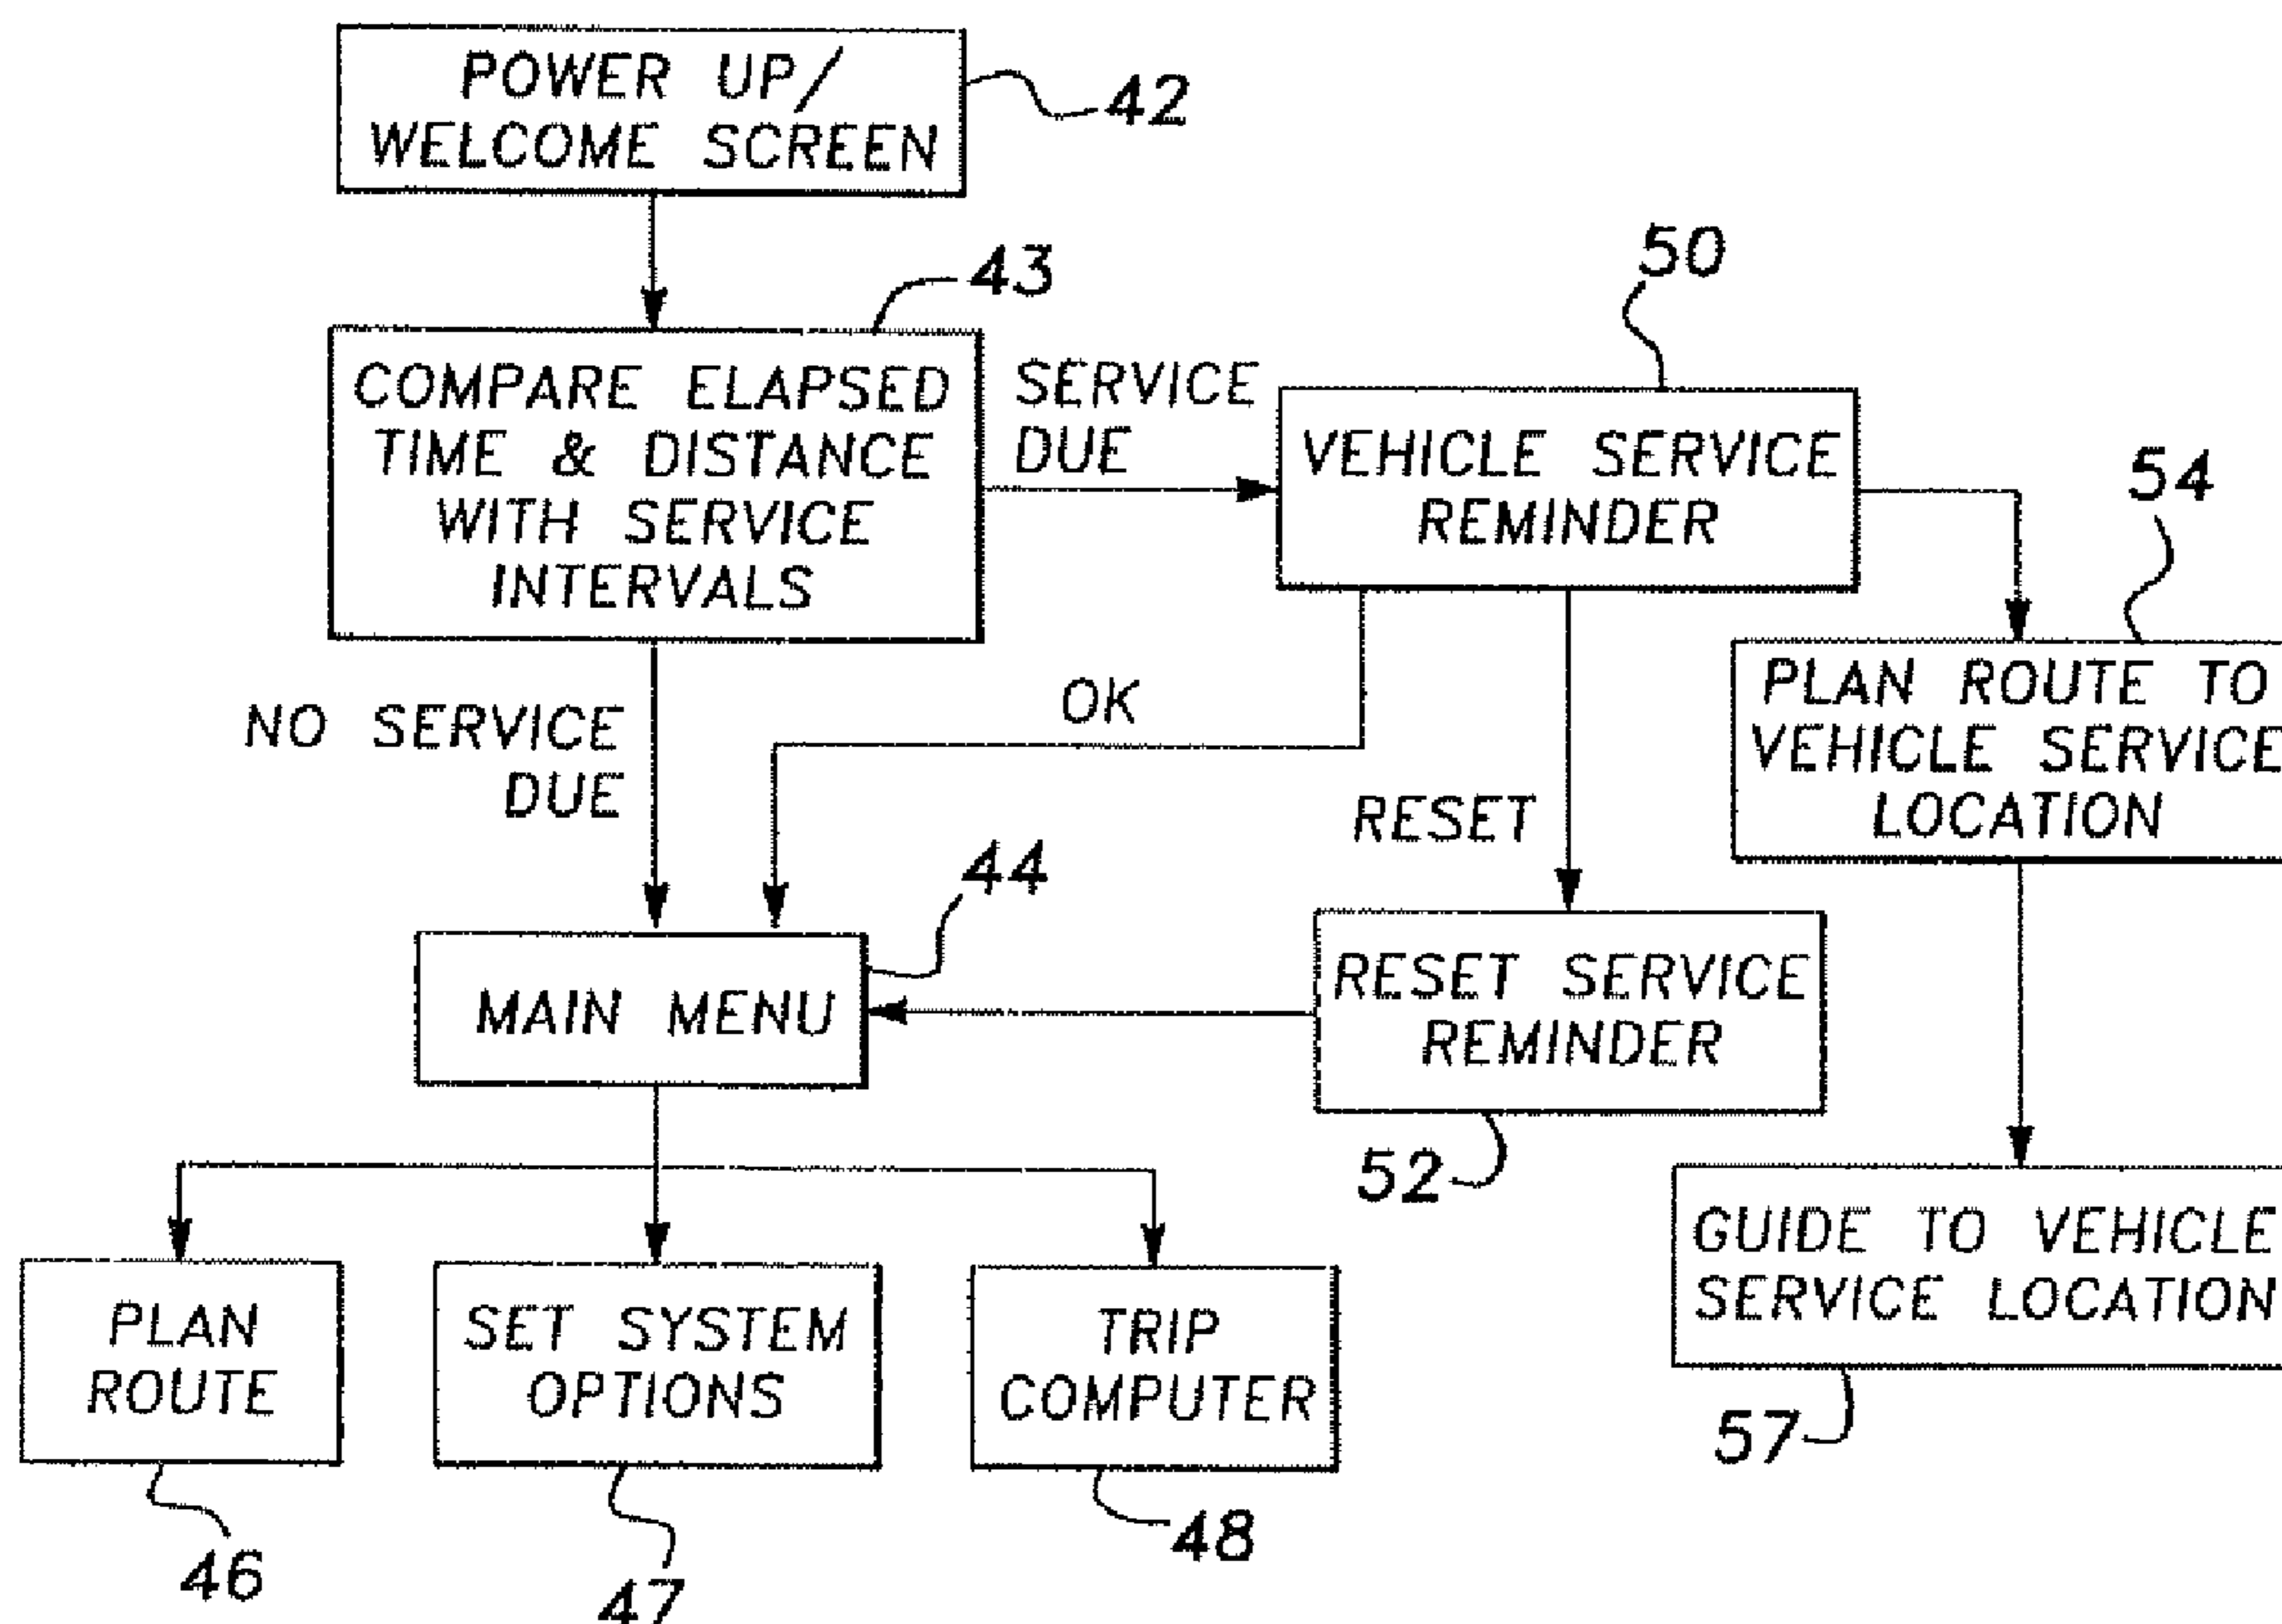 POWER UP/
WELCOME SCREEN
42
43
COMPARE ELAPSED
TIME & DISTANCE
WITH SERVICE
INTERVALS
SERVICE
DUE
50
VEHICLE SERVICE
REMINDER
54
PLAN ROUTE TO
VEHICLE SERVICE
LOCATION
NO SERVICE
DUE
OK
RESET
44
MAIN MENU
RESET SERVICE
REMINDER
52
GUIDE TO VEHICLE
SERVICE LOCATION
57
PLAN
ROUTE
46
SET SYSTEM
OPTIONS
47
TRIP
COMPUTER
48